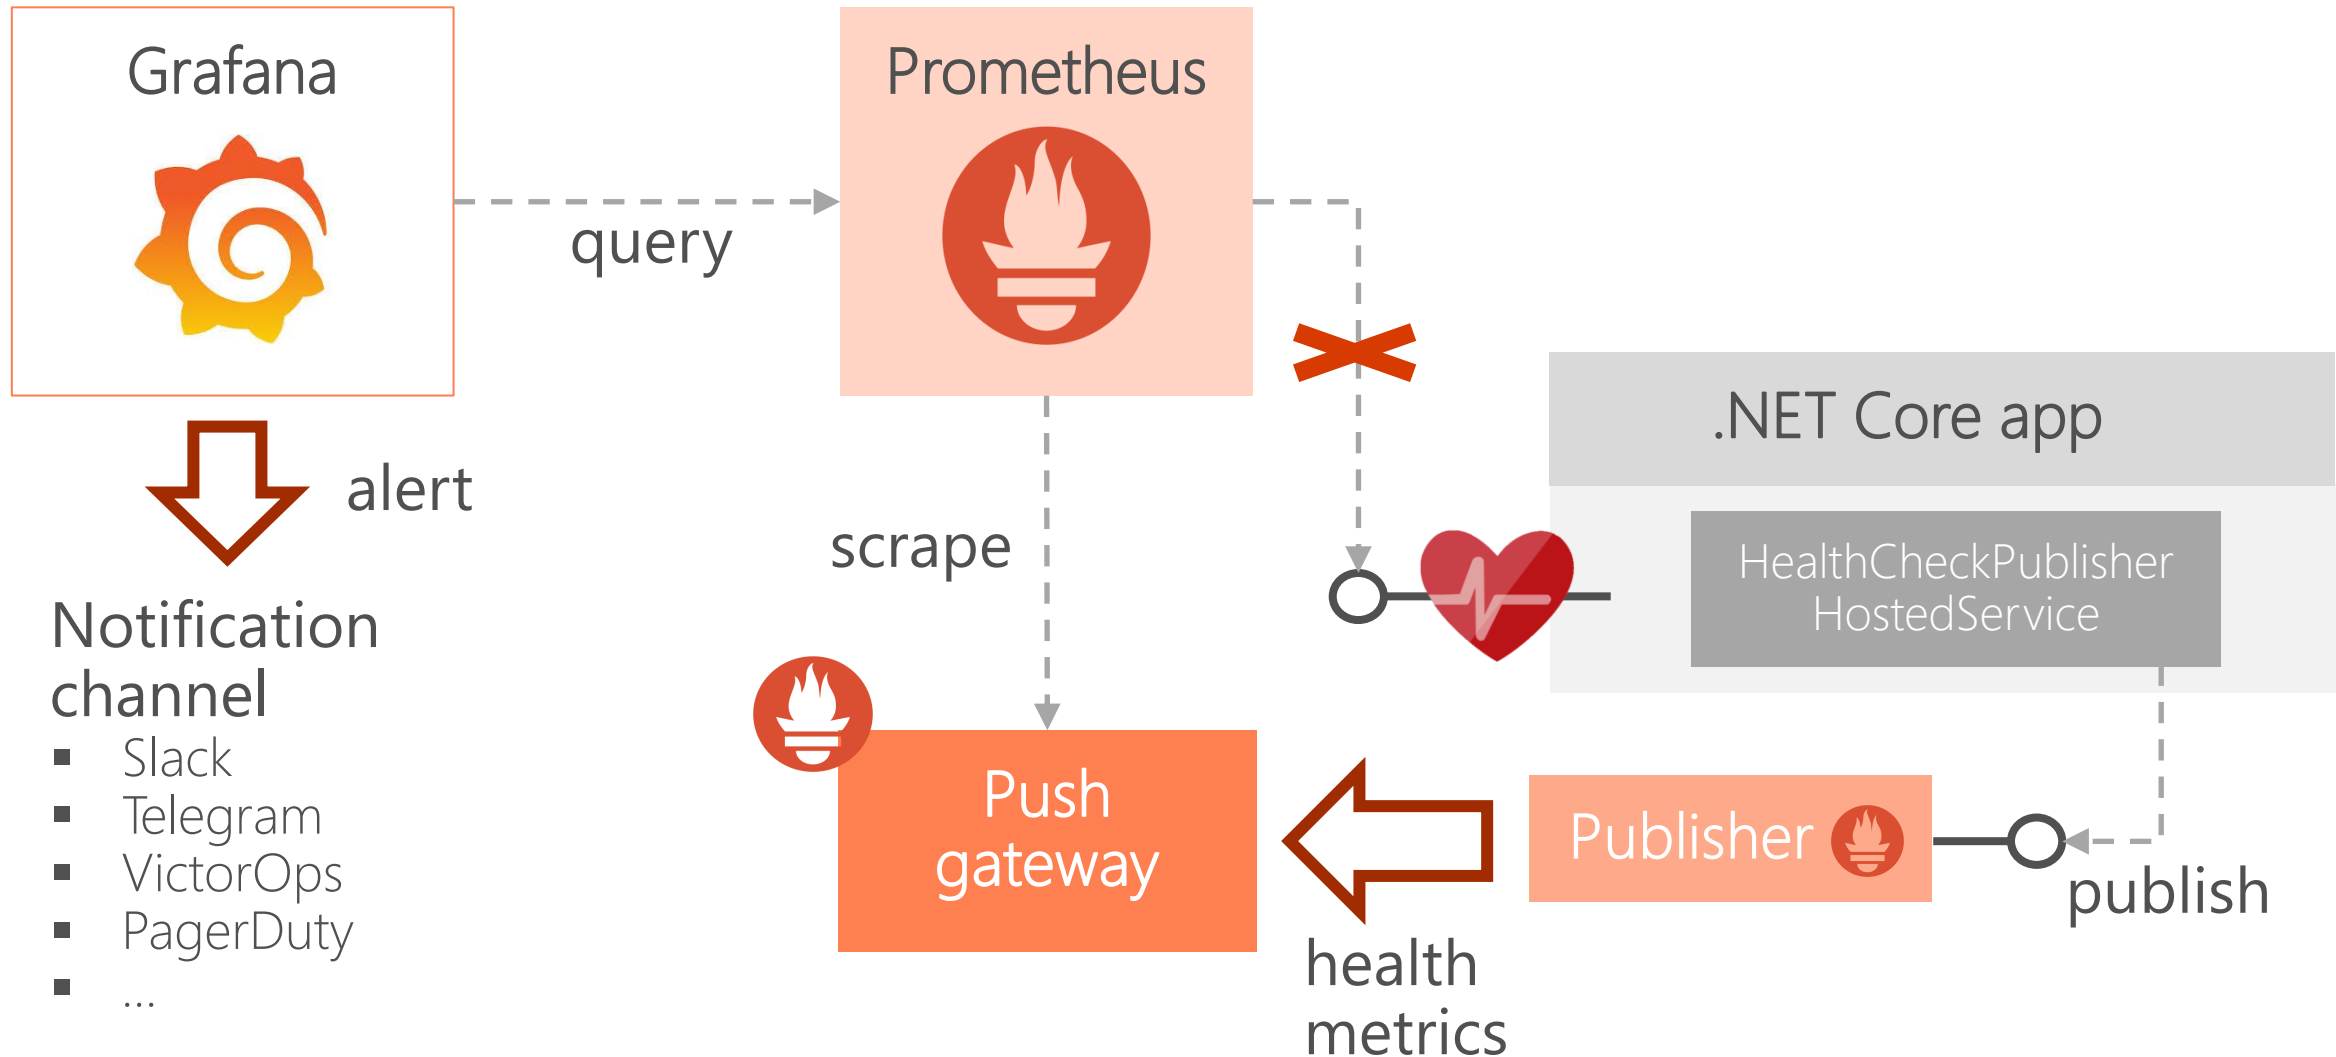 Grafana
Prometheus
query
.NET Core app
alert
scrape
HealthCheckPublisher
HostedService
Notification
channel
▪ Slack
▪ Telegram
▪ VictorOps
▪ PagerDuty
▪ ...
Push
gateway
Publisher
publish
health
metrics